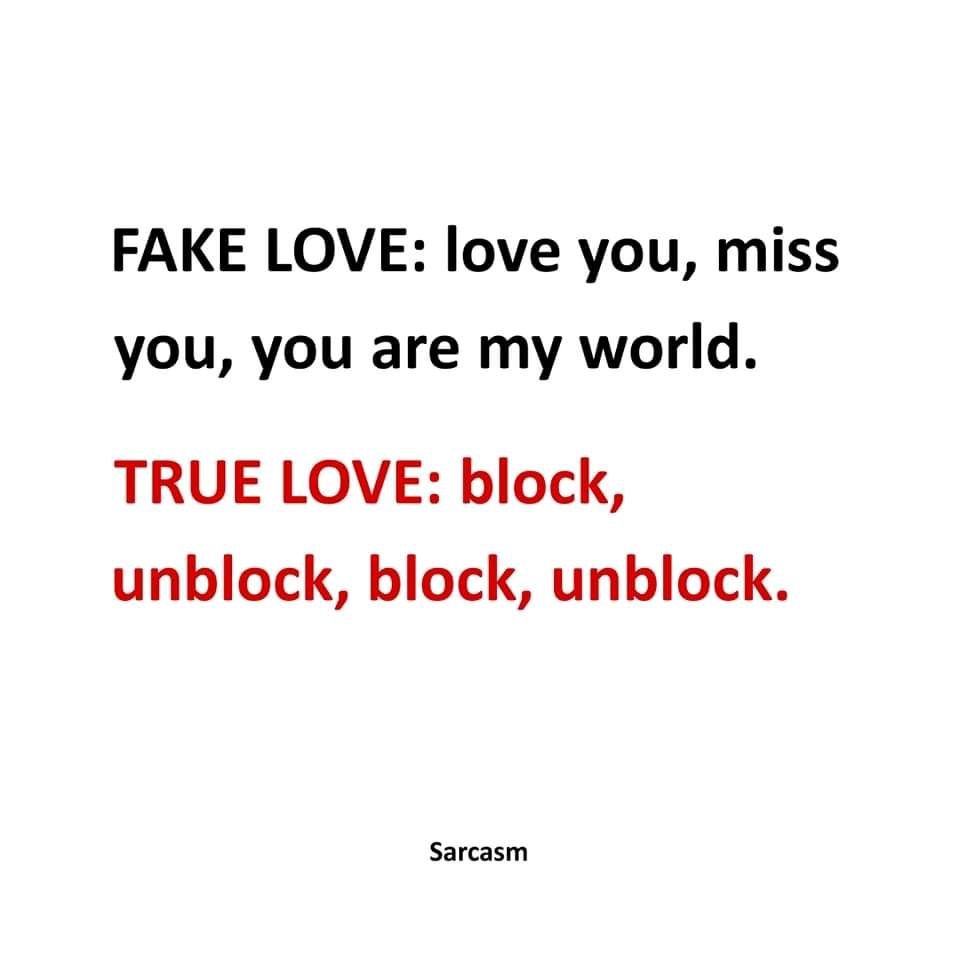 FAKE LOVE: love you, miss
you, you are my world.
TRUE LOVE: block,
unblock, block, unblock.
Sarcasm